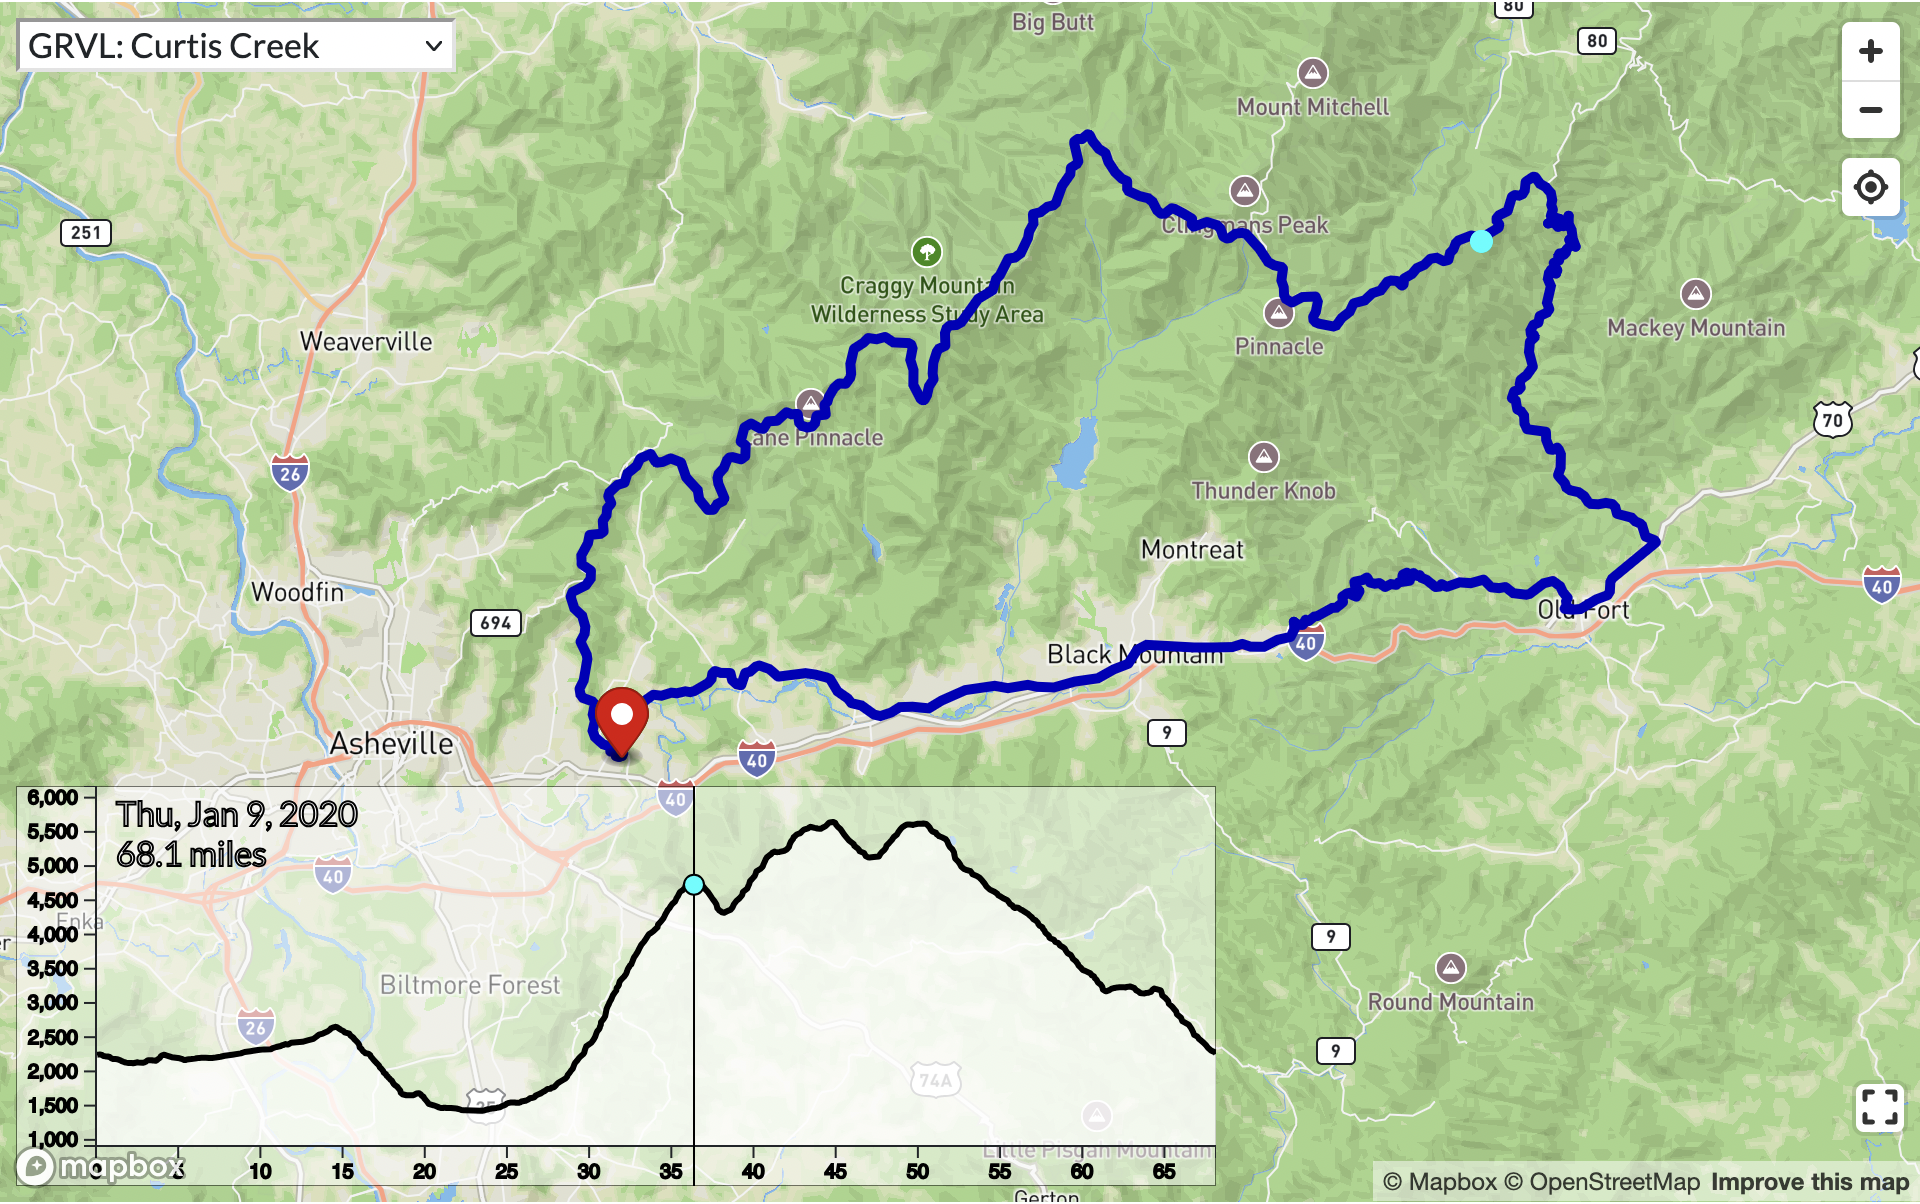 GRVL: Curtis Creek
Big Butt
80
80
Mount Mitchell
251
Clingmans Peak
Craggy Mountain
Wilderness Study Area
Weaverville
Pinnacle
Mackey Mountain
70
Lane Pinnacle
26
Thunder Knob
Montreat
Woodfin
40
694
Old Fort
40
Black Mountain
Asheville
9
40
40
6,000
Thu, Jan 9, 2020
5,500
68.1 miles
5,000
40
4,500
Enka
4,000
9
3,500
Biltmore Forest
Round Mountain
3,000
26
2,500
9
2,000
74A
1,500
25
1,000
Little Pisgah Mountain
0 5 10 15 20 25 30 35 40 45 50 55 60 65
mapbox
© Mapbox © OpenStreetMap Improve this map
Gerton